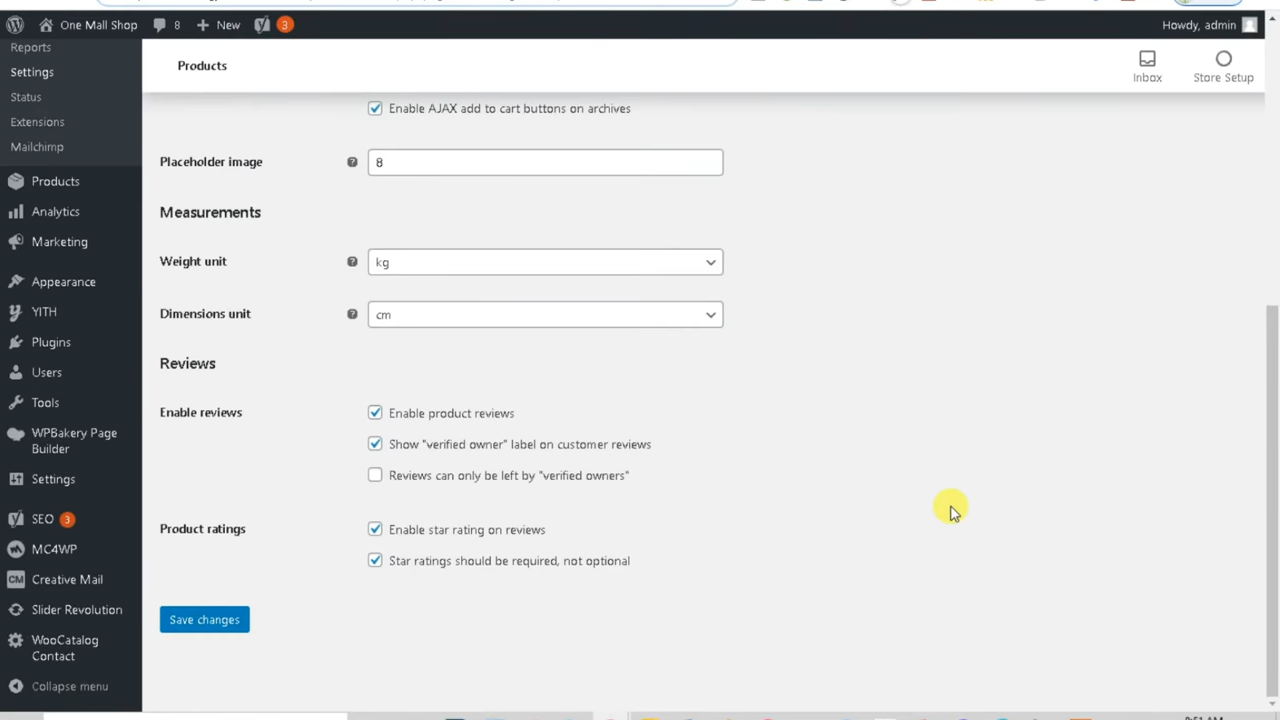 One Mall Shop 8 New 3 Howdy, admin
Reports
Settings
Status
Extensions
Mailchimp
Products
Analytics
Marketing
Appearance
YITH
Plugins
Users
Tools
WPBakery Page
Builder
Settings
SEO 3
MC4WP
CM Creative Mail
Slider Revolution
WooCatalog
Contact
Collapse menu
Products
Inbox
Store Setup
Enable AJAX add to cart buttons on archives
Placeholder image 8
Measurements
Weight unit kg
Dimensions unit cm
Reviews
Enable reviews Enable product reviews
Show "verified owner" label on customer reviews
Reviews can only be left by "verified owners"
Product ratings Enable star rating on reviews
Star ratings should be required, not optional
Save changes